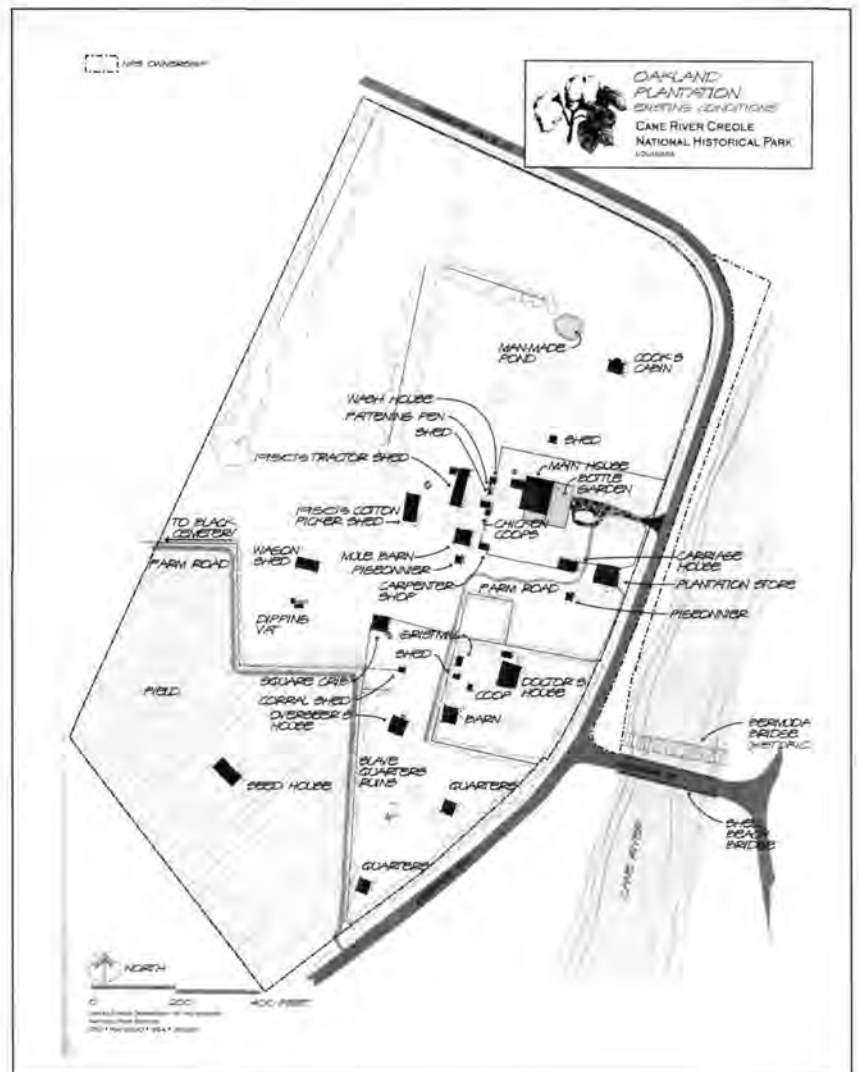 NPS OWNERSHIP
OAKLAND
PLANTATION
EXISTING CONDITIONS
CANE RIVER CREOLE
NATIONAL HISTORICAL PARK
LOUISIANA
MAN-MADE
POND
COOK'S
CABIN
WASH HOUSE
FATTENING PEN
SHED
SHED
1950'S TRACTOR SHED
MAIN HOUSE
BOTTLE
GARDEN
1950'S COTTON
PICKER SHED
CHICKEN
COOPS
TO BLACK
CEMETERY
FARM ROAD
WAGON
SHED
MULE BARN
PIGEONNIER
CARPENTER
SHOP
FARM ROAD
CARRIAGE
HOUSE
PLANTATION STORE
PIGEONNIER
DIPPING
VAT
GRISTMILL
SHED
SQUARE CRIB
CORRAL SHED
OVERSEER'S
HOUSE
COOP
DOCTOR'S
HOUSE
BARN
FIELD
SEED HOUSE
SLAVE
QUARTERS
RUINS
QUARTERS
QUARTERS
BERMUDA
BRIDGE
(HISTORIC)
SHELL
BEACH
BRIDGE
CANE RIVER
NORTH
0 200 400 FEET